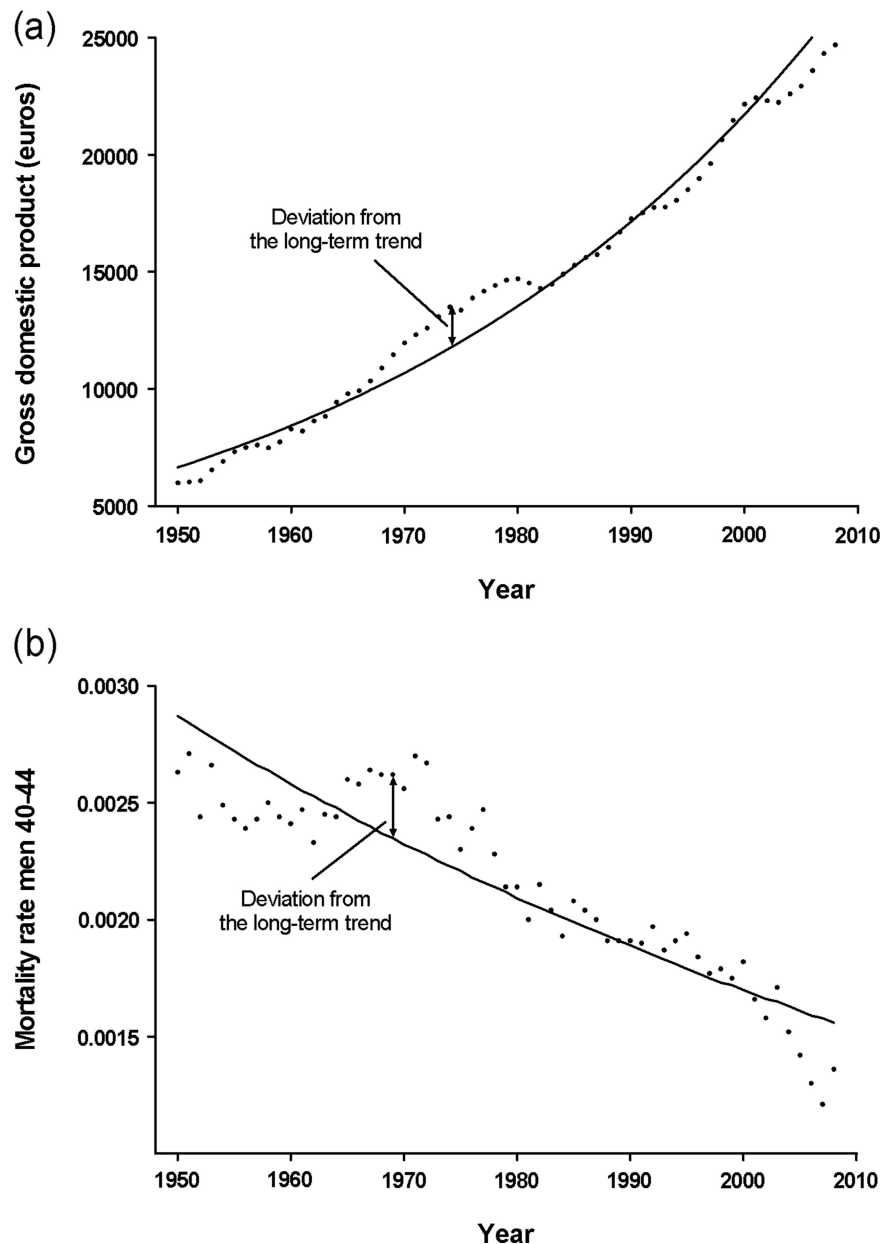 (a)
25000
20000
15000
10000
5000
Gross domestic product (euros)
Deviation from
the long-term trend
1950 1960 1970 1980 1990 2000 2010
Year
(b)
0.0030
0.0025
0.0020
0.0015
Mortality rate men 40-44
Deviation from
the long-term trend
1950 1960 1970 1980 1990 2000 2010
Year